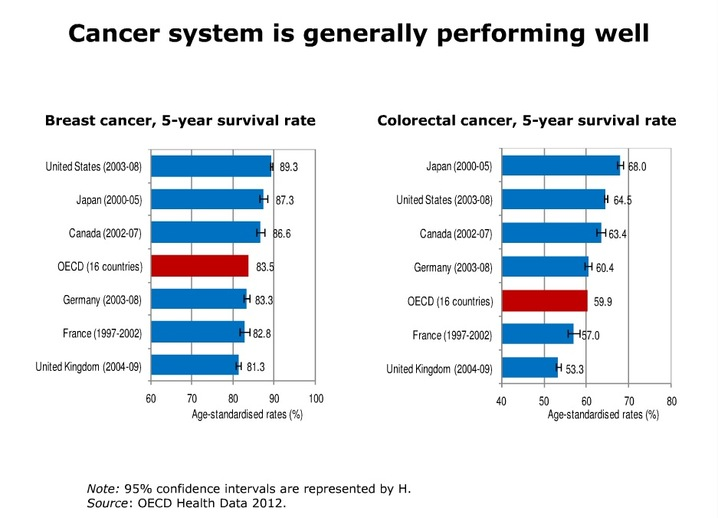 Cancer system is generally performing well
Breast cancer, 5-year survival rate
United States (2003-08) 89.3
Japan (2000-05) 87.3
Canada (2002-07) 86.6
OECD (16 countries) 83.5
Germany (2003-08) 83.3
France (1997-2002) 82.8
United Kingdom (2004-09) 81.3
60 70 80 90 100
Age-standardised rates (%)
Colorectal cancer, 5-year survival rate
Japan (2000-05) 68.0
United States (2003-08) 64.5
Canada (2002-07) 63.4
Germany (2003-08) 60.4
OECD (16 countries) 59.9
France (1997-2002) 57.0
United Kingdom (2004-09) 53.3
40 50 60 70 80
Age-standardised rates (%)
Note: 95% confidence intervals are represented by H.
Source: OECD Health Data 2012.